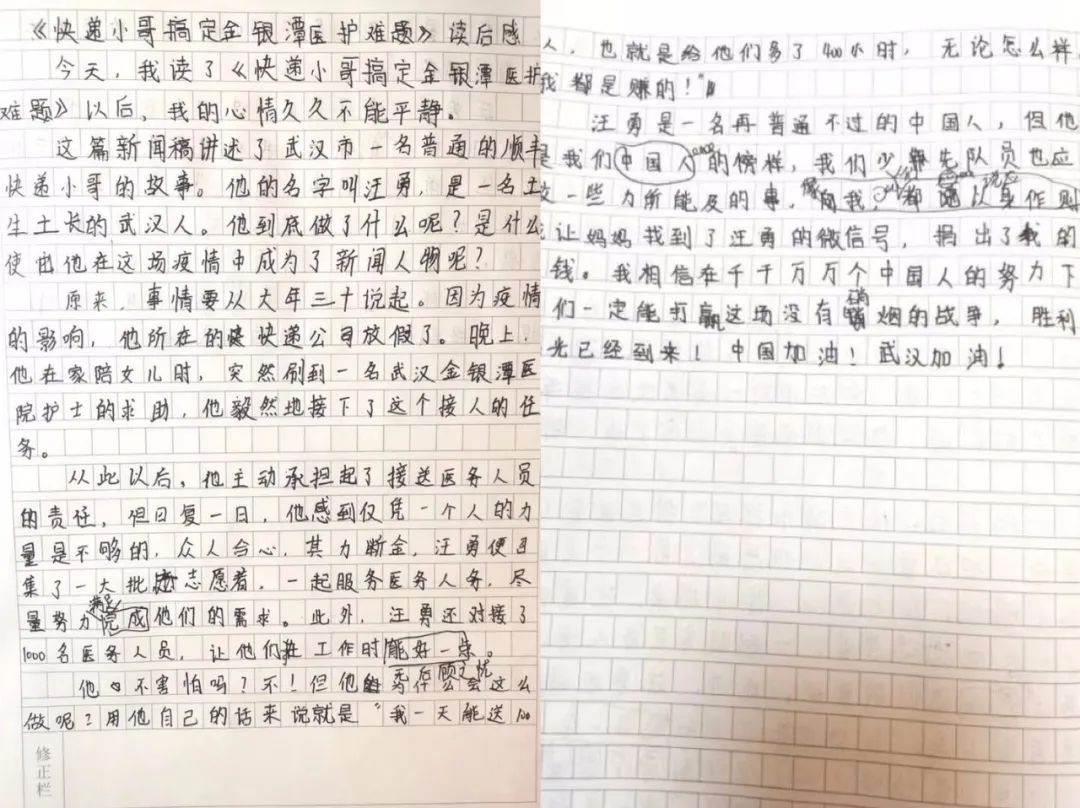 《快递小哥搞定金银潭医护难题》读后感
今天，我读了《快递小哥搞定金银潭医护
难题》以后，我的心情久久不能平静。
这篇新闻稿讲述了武汉市一名普通的顺丰
快递小哥的故事。他的名字叫汪勇，是一名土
生土长的武汉人。他到底做了什么呢？是什么
使他在这场疫情中成为了新闻人物呢？
原来，事情要从大年三十说起。因为疫情
的影响，他所在的快递公司放假了。晚上，
他在家陪女儿时，突然刷到一名武汉金银潭医
院护士的求助，他毅然地接下了这个接人的任
务。
从此以后，他主动承担起了接送医务人员
的责任，但日复一日，他感到仅凭一个人的力
量是不够的，众人合心，其力断金，汪勇便召
集了一大批志愿者，一起服务医务人务，尽
满足
量努力完成他们的需求。此外，汪勇还对接了
1000名医务人员，让他们在工作时能好一点。
无后顾之忧
他不害怕吗？不！但他为什么会这么
做呢？用他自己的话来说就是“我一天能送100
修正栏
人，也就是给他们多了400小时，无论怎么样
我都是赚的！”
汪勇是一名再普通不过的中国人，但他
是我们中国人的榜样，我们少先队员也应
一些力所能及的事，像我，都以身作则
让妈妈找到了汪勇的微信号，捐出了我的
钱。我相信在千千万万个中国人的努力下
们一定能打赢这场没有硝烟的战争，胜利
光已经到来！中国加油！武汉加油！